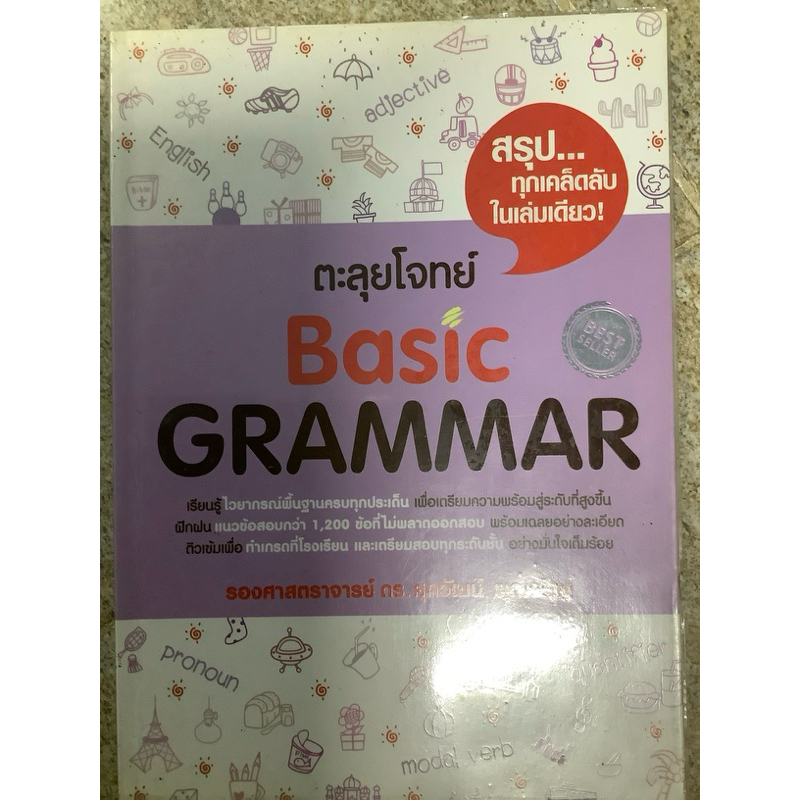 adjective
English
สรุป...
ทุกเคล็ดลับ
ในเล่มเดียว!
ตะลุยโจทย์
Basic
BEST
SELLER
GRAMMAR
เรียนรู้ไวยากรณ์พื้นฐานครบทุกประเด็น เพื่อเตรียมความพร้อมสู่ระดับที่สูงขึ้น
ฝึกฝน แนวข้อสอบกว่า 1,200 ข้อที่ไม่พลาดออกสอบ พร้อมเฉลยอย่างละเอียด
ติวเข้มเพื่อ ทำเกรดที่โรงเรียน และเตรียมสอบทุกระดับชั้น อย่างมั่นใจเต็มร้อย
รองศาสตราจารย์ ดร. ศุภวัฒน์
pronoun
modal verb